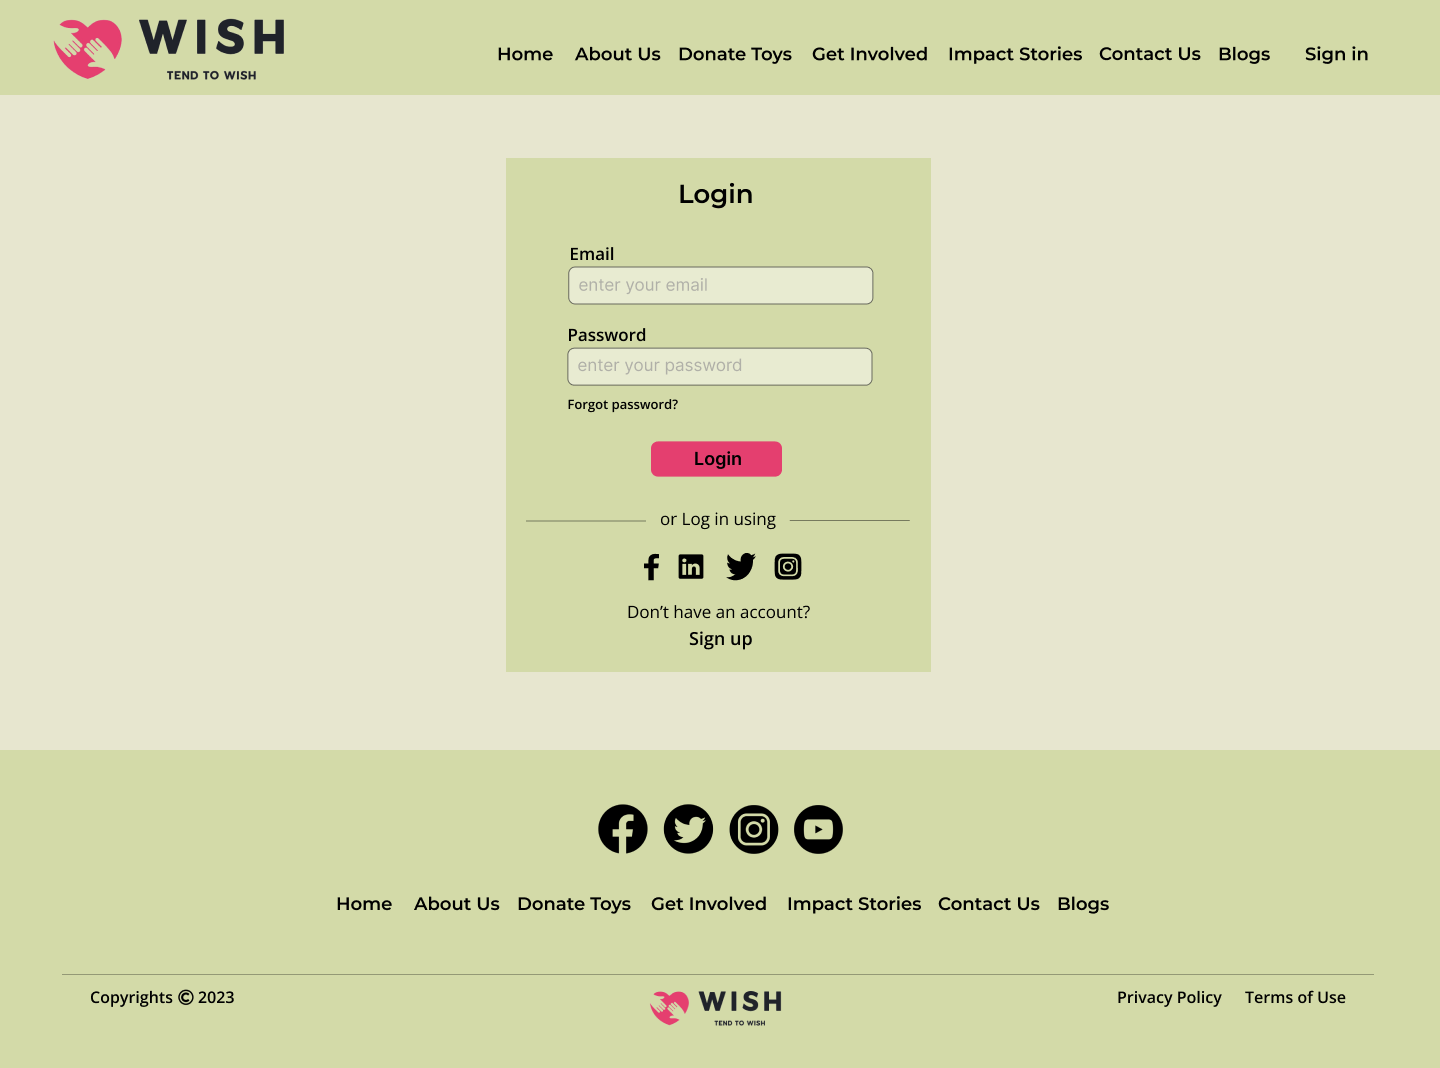 WISH
TEND TO WISH
Home About Us Donate Toys Get Involved Impact Stories Contact Us Blogs Sign in
Login
Email
enter your email
Password
enter your password
Forgot password?
Login
or Log in using
Don’t have an account?
Sign up
Home About Us Donate Toys Get Involved Impact Stories Contact Us Blogs
Copyrights © 2023
WISH
TEND TO WISH
Privacy Policy Terms of Use